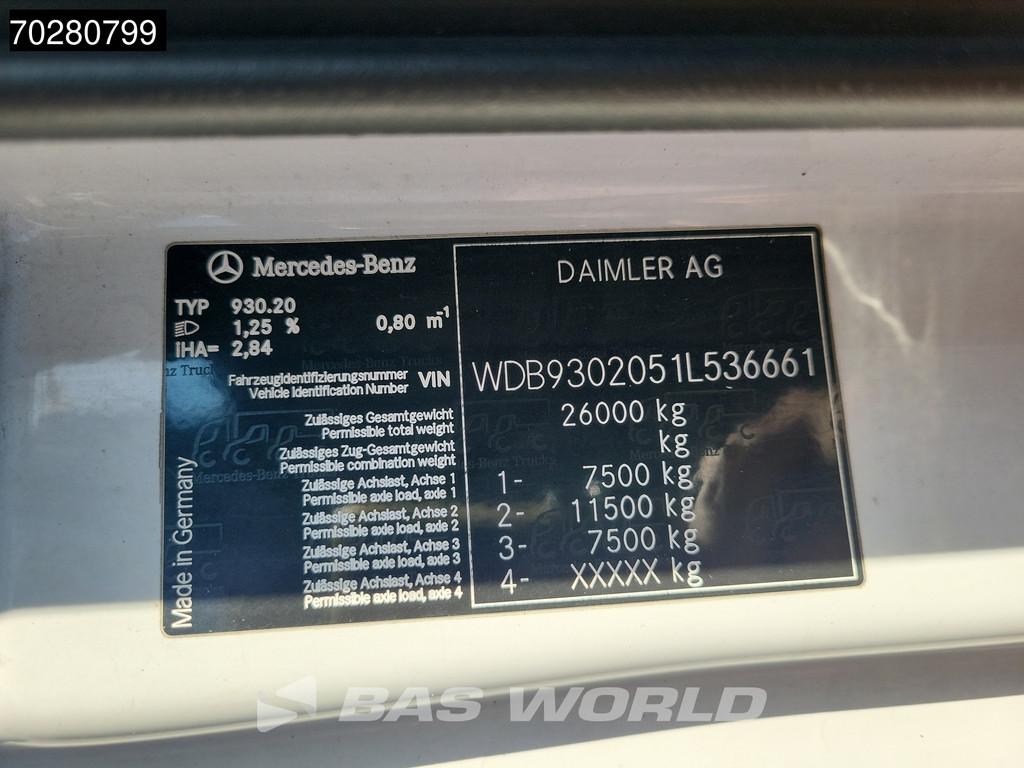 70280799
Mercedes-Benz
DAIMLER AG
TYP 930.20
1,25 % 0,80 m⁻¹
IHA= 2,84
Fahrzeugidentifizierungsnummer
Vehicle Identification Number
VIN
WDB9302051L536661
Zulässiges Gesamtgewicht
Permissible total weight
26000 kg
Zulässiges Zug-Gesamtgewicht
Permissible combination weight
kg
Zulässige Achslast, Achse 1
Permissible axle load, axle 1
1- 7500 kg
Zulässige Achslast, Achse 2
Permissible axle load, axle 2
2- 11500 kg
Zulässige Achslast, Achse 3
Permissible axle load, axle 3
3- 7500 kg
Zulässige Achslast, Achse 4
Permissible axle load, axle 4
4- XXXXX kg
Made in Germany
BAS WORLD